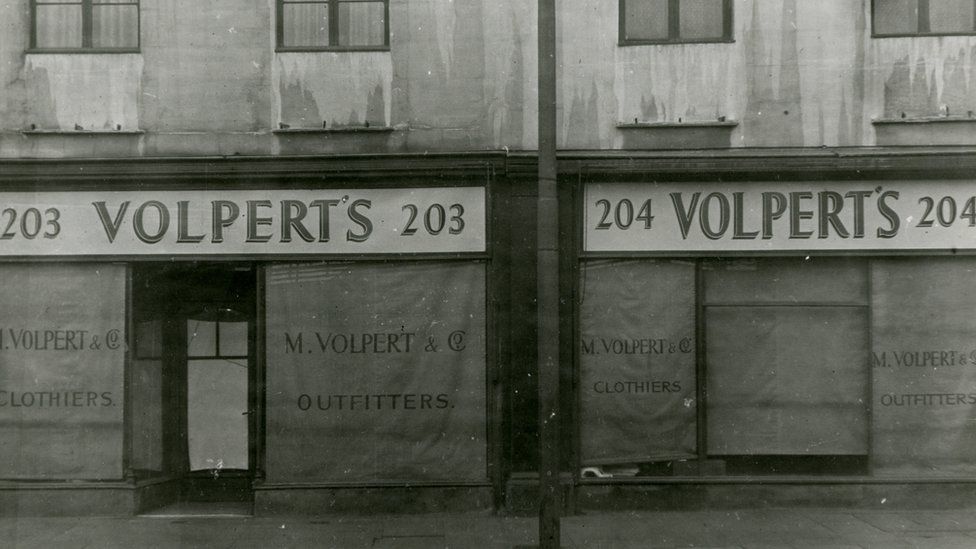 203 VOLPERT'S 203
204 VOLPERT'S 204
M. VOLPERT & Co
CLOTHIERS.
M. VOLPERT & Co
OUTFITTERS.
M. VOLPERT & Co
CLOTHIERS
M. VOLPERT & Co
OUTFITTERS.